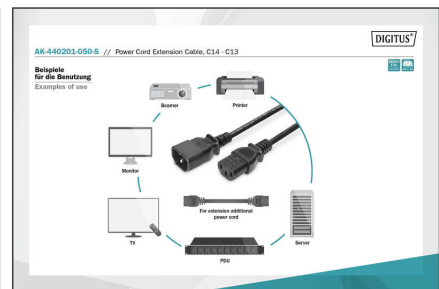 DIGITUS®
AK-440201-050-S // Power Cord Extension Cable, C14 - C13
Beispiele
für die Benutzung
Examples of use
Boomer
Printer
Monitor
For extension additional
power cord
TV
Server
PDU